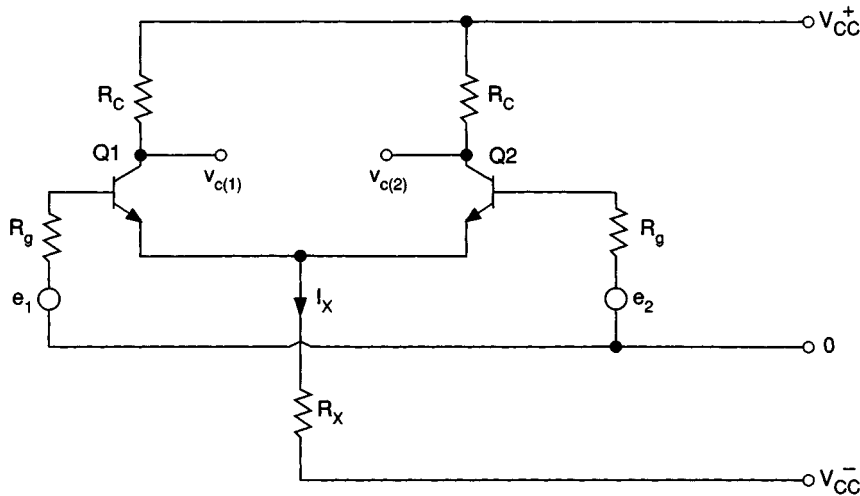 V_CC^+
R_C
R_C
Q1
Q2
v_c(1)
v_c(2)
R_g
R_g
e_1
I_X
e_2
0
R_X
V_CC^-